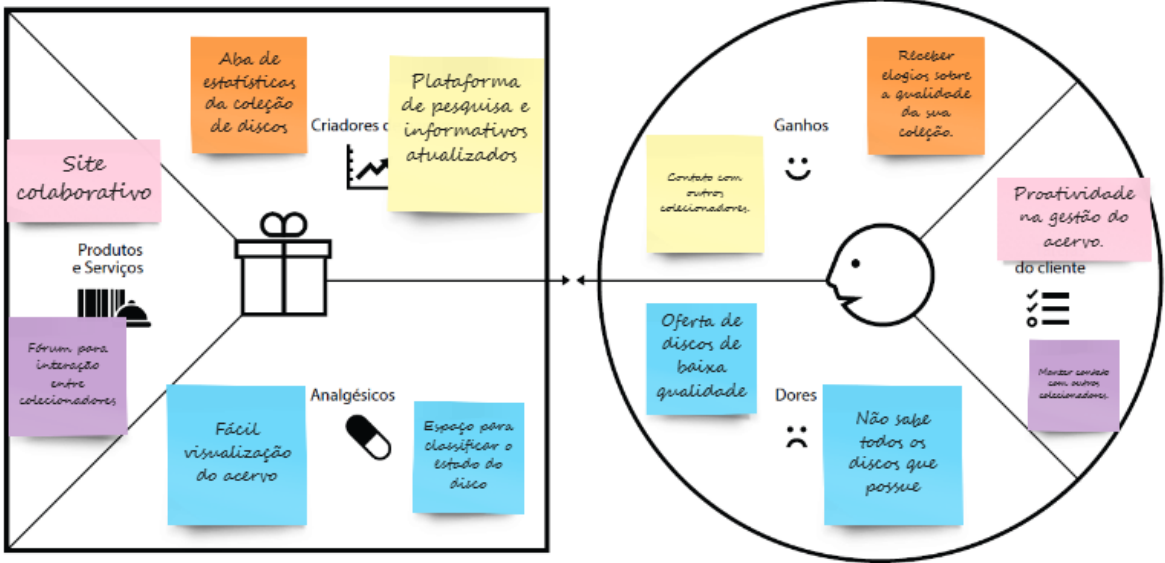 Aba de
estatísticas
da coleção
de discos
Criadores
Plataforma
de pesquisa e
informativos
atualizados
Site
colaborativo
Produtos
e Serviços
Fórum para
interação
entre
colecionadores
Analgésicos
Fácil
visualização
do acervo
Espaço para
classificar o
estado do
disco
Ganhos
Receber
elogios sobre
a qualidade
da sua
coleção.
Contato com
outros
colecionadores.
Proatividade
na gestão do
acervo.
do cliente
Oferta de
discos de
baixa
qualidade
Dores
Não sabe
todos os
discos que
possue
Manter contato
com outros
colecionadores.